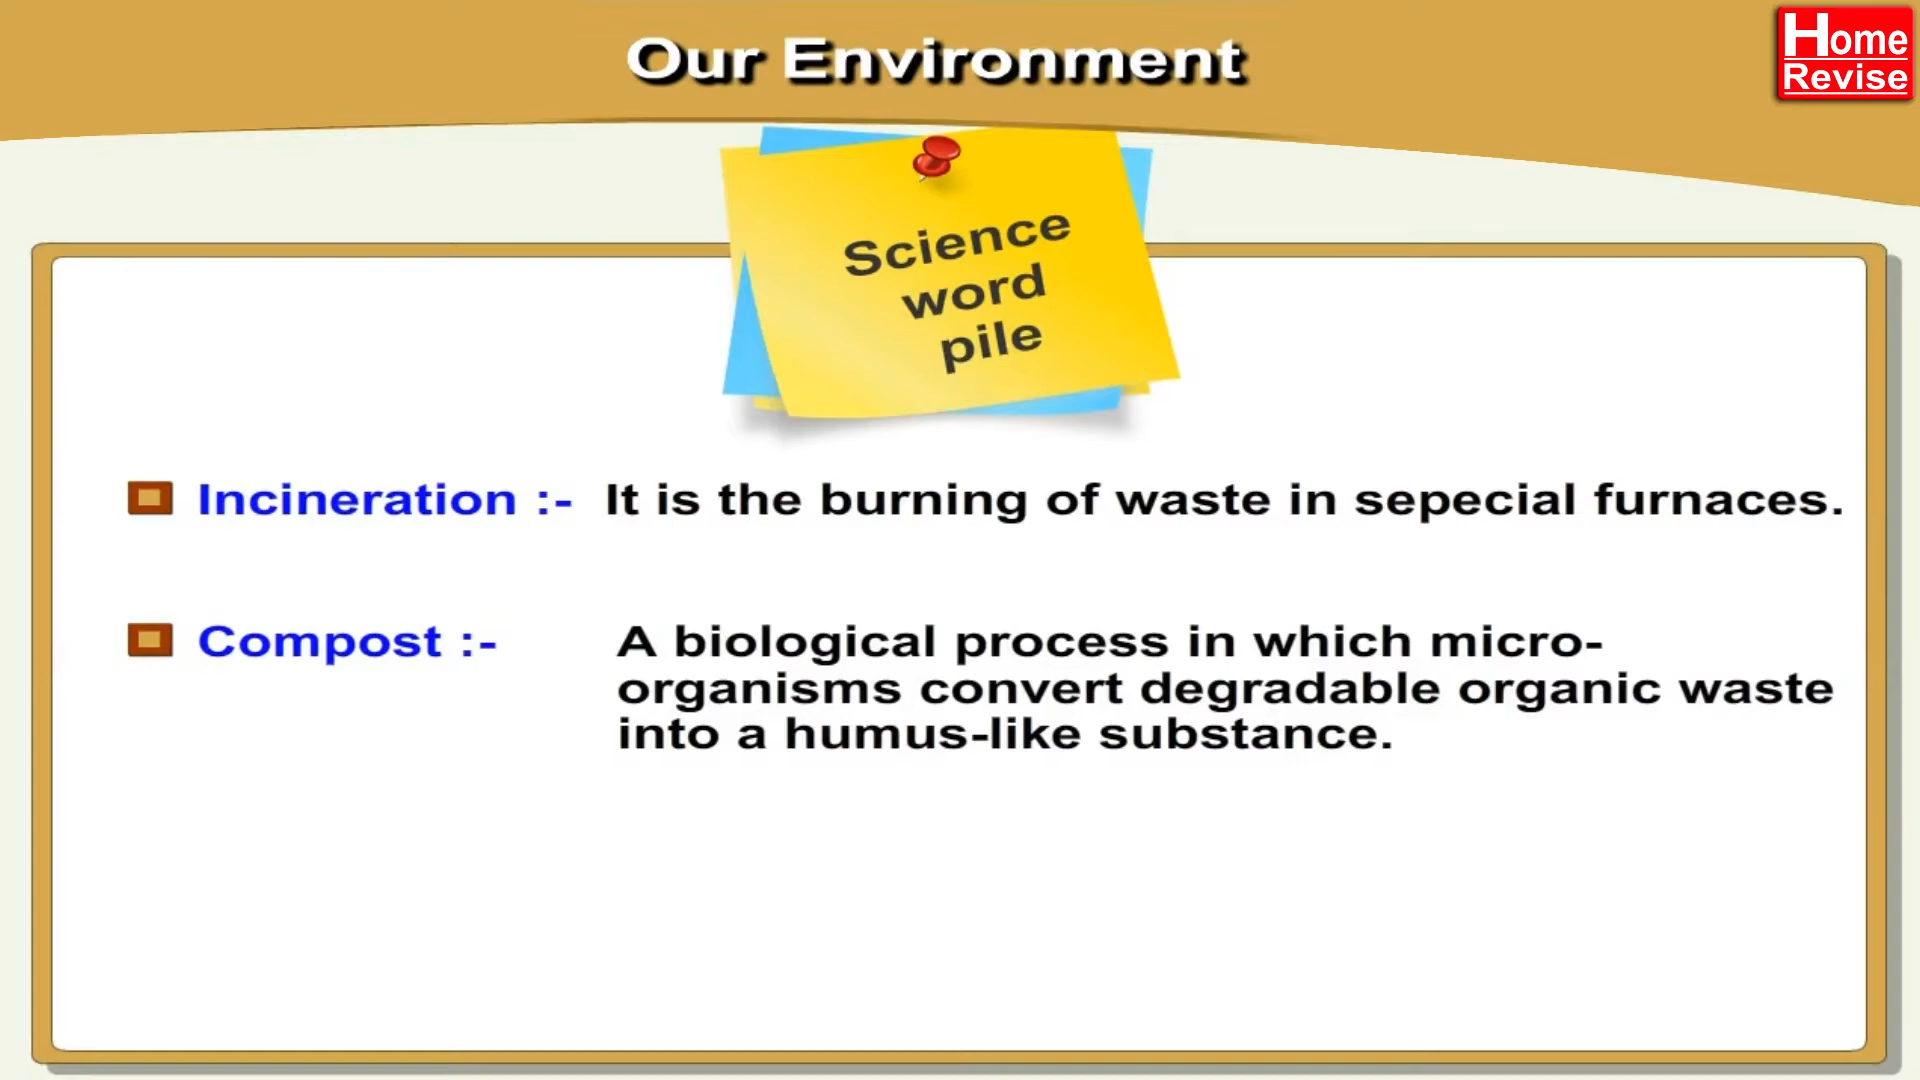 Our Environment
Home
Revise
Science
word
pile
Incineration :- It is the burning of waste in sepecial furnaces.
Compost :- A biological process in which micro-
organisms convert degradable organic waste
into a humus-like substance.